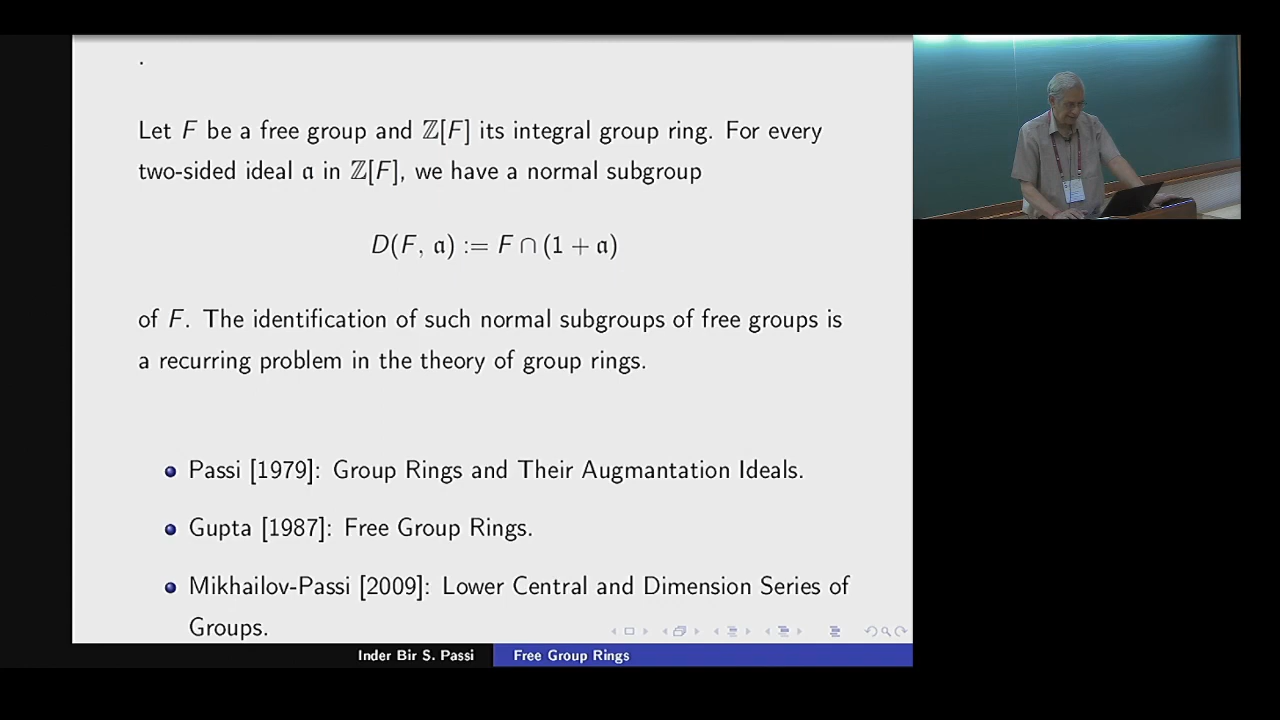 .
Let F be a free group and ℤ[F] its integral group ring. For every
two-sided ideal 𝔞 in ℤ[F], we have a normal subgroup
D(F, 𝔞) := F ∩ (1 + 𝔞)
of F. The identification of such normal subgroups of free groups is
a recurring problem in the theory of group rings.
Passi [1979]: Group Rings and Their Augmantation Ideals.
Gupta [1987]: Free Group Rings.
Mikhailov-Passi [2009]: Lower Central and Dimension Series of
Groups.
Inder Bir S. Passi
Free Group Rings